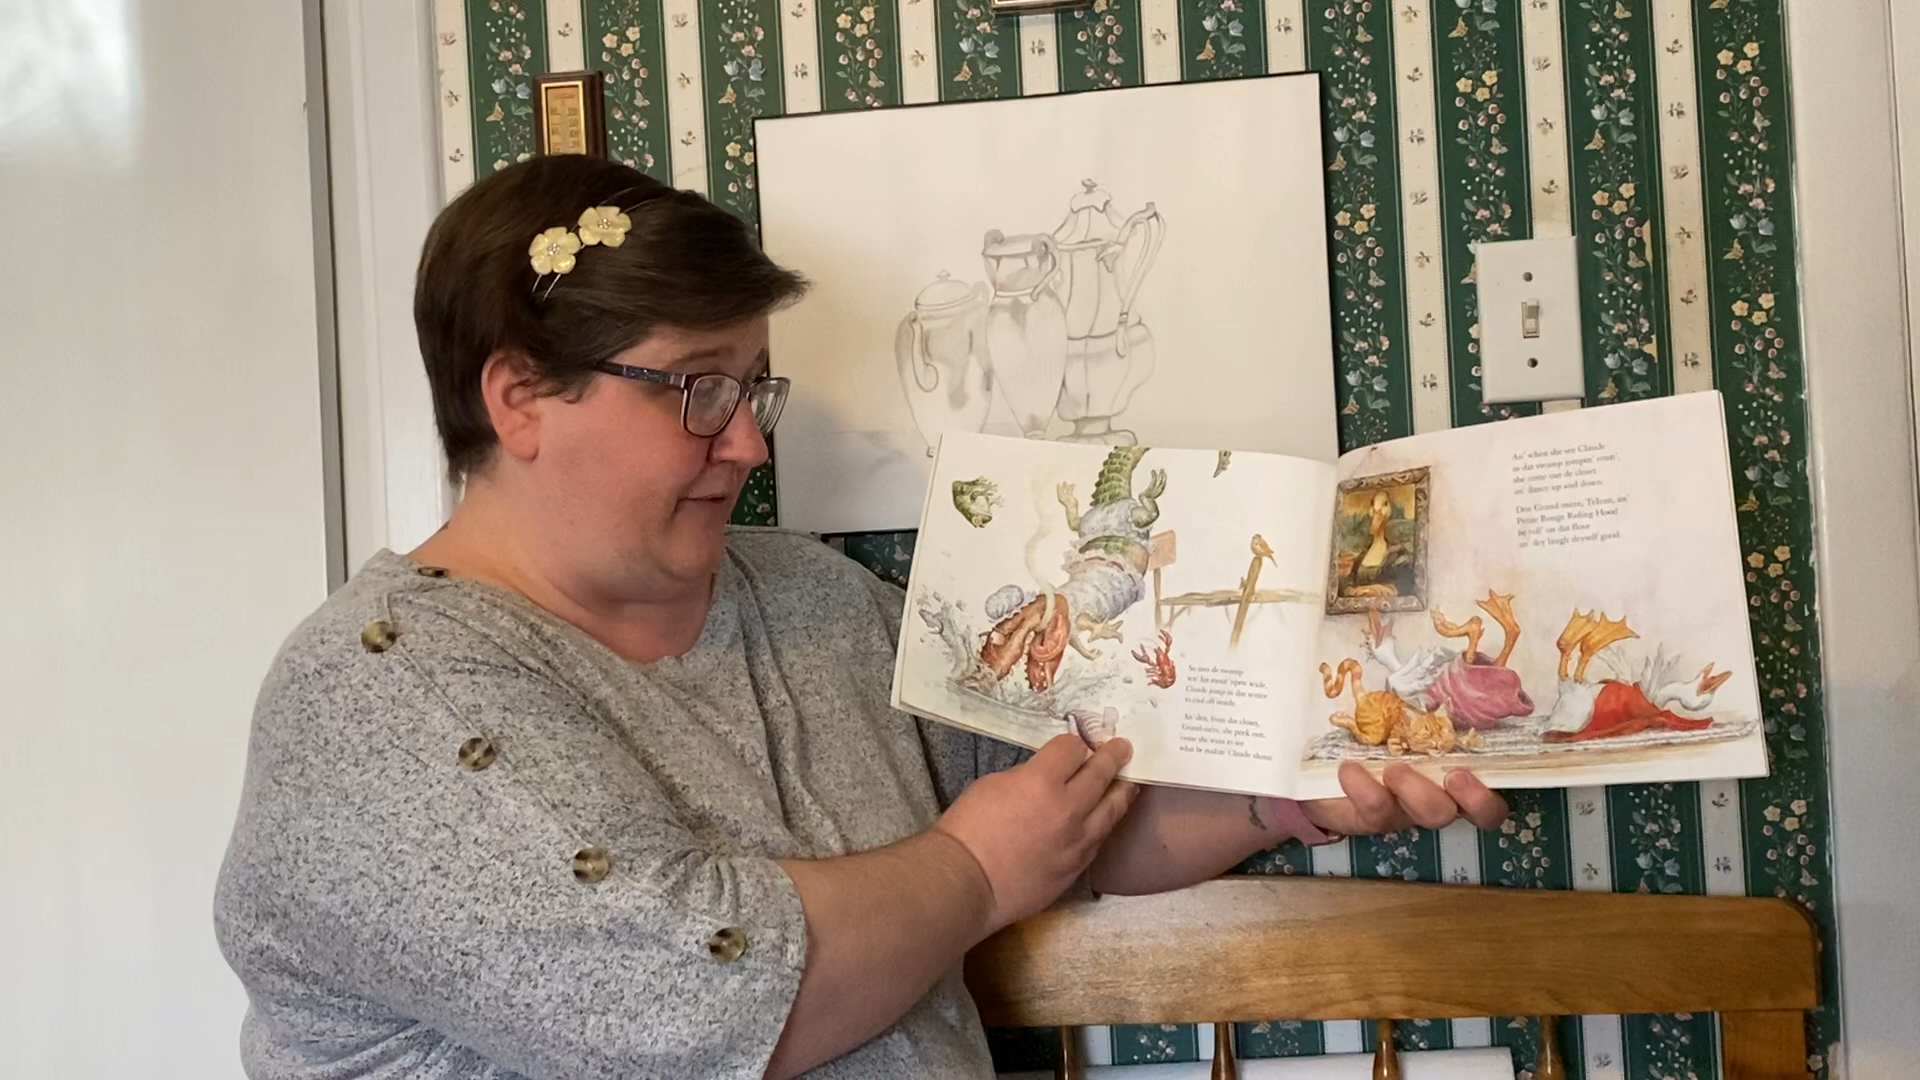 So into de swamp
wit' his mout' open wide,
Claude jump in dat water
to cool off inside.
An' den, from dat closet,
Grand-mere, she peek out,
'cause she want to see
what be makin' Claude shout.
An' when she see Claude
in dat swamp jumpin' roun',
she come out de closet
an' dance up and down.
Den Grand-mere, TeJean, an'
Petite Rouge Riding Hood
be roll' on dat floor
an' dey laugh deyself good.